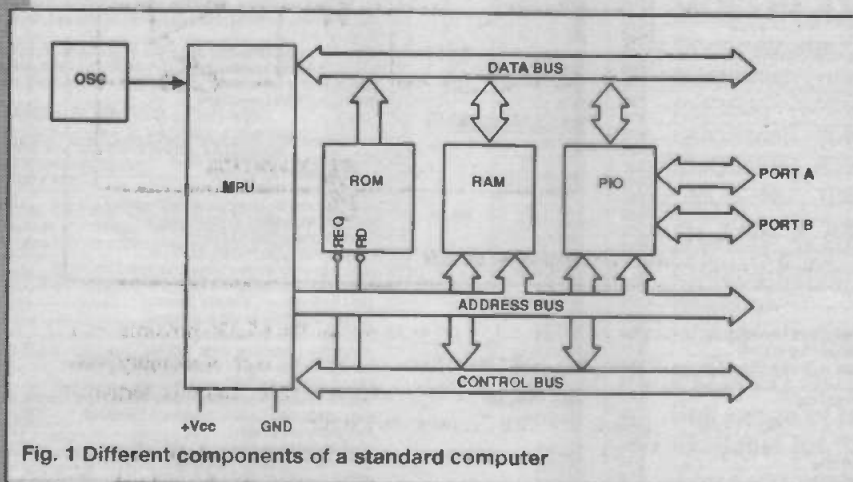 OSC
DATA BUS
MPU
ROM
RAM
PIO
PORT A
PORT B
REQ
RD
ADDRESS BUS
CONTROL BUS
+Vcc
GND
Fig. 1 Different components of a standard computer